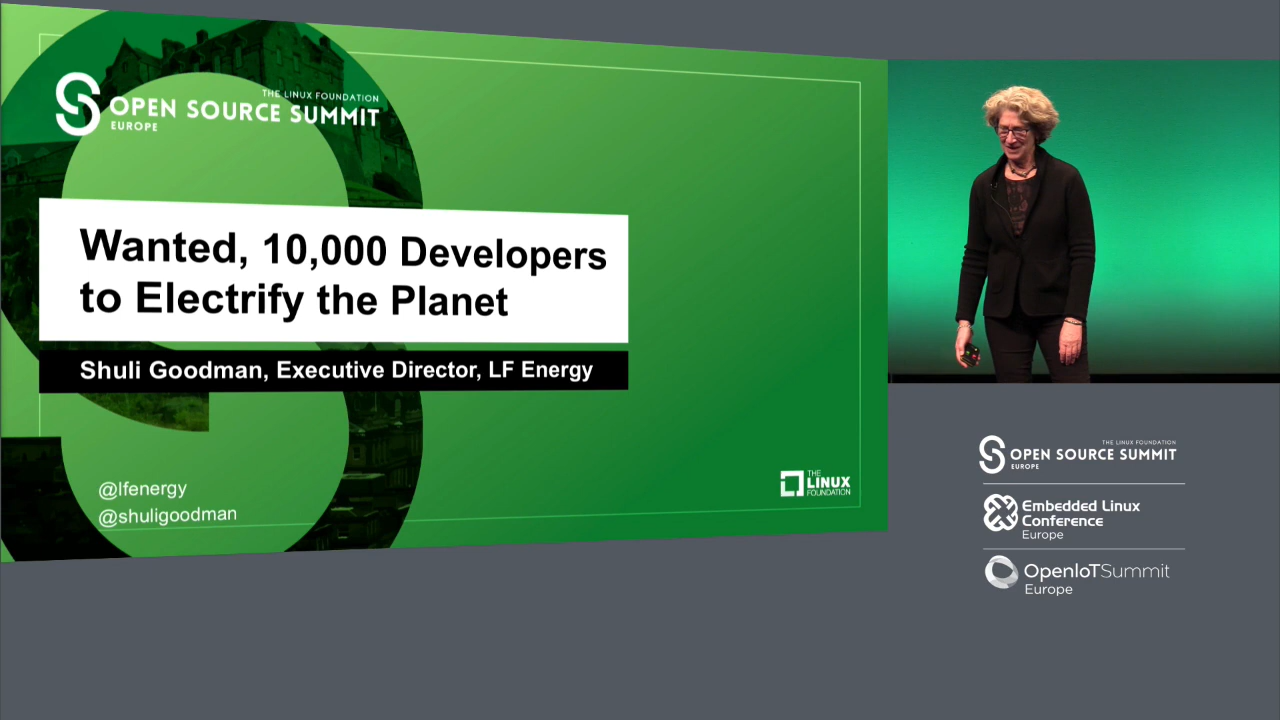 THE LINUX FOUNDATION
OPEN SOURCE SUMMIT
EUROPE
Wanted, 10,000 Developers
to Electrify the Planet
Shuli Goodman, Executive Director, LF Energy
@lfenergy
@shuligoodman
THE
LINUX
FOUNDATION
THE LINUX FOUNDATION
OPEN SOURCE SUMMIT
EUROPE
Embedded Linux
Conference
Europe
OpenIoTSummit
Europe